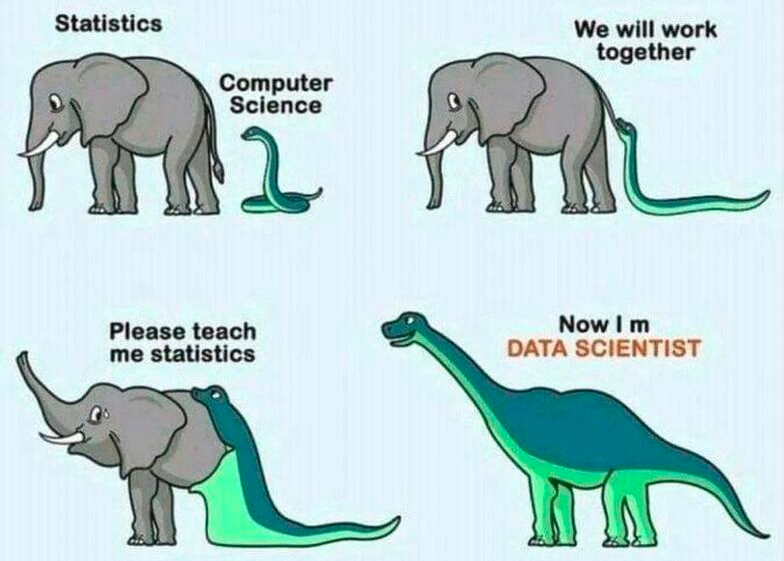 Statistics
Computer
Science
We will work
together
Please teach
me statistics
Now I m
DATA SCIENTIST